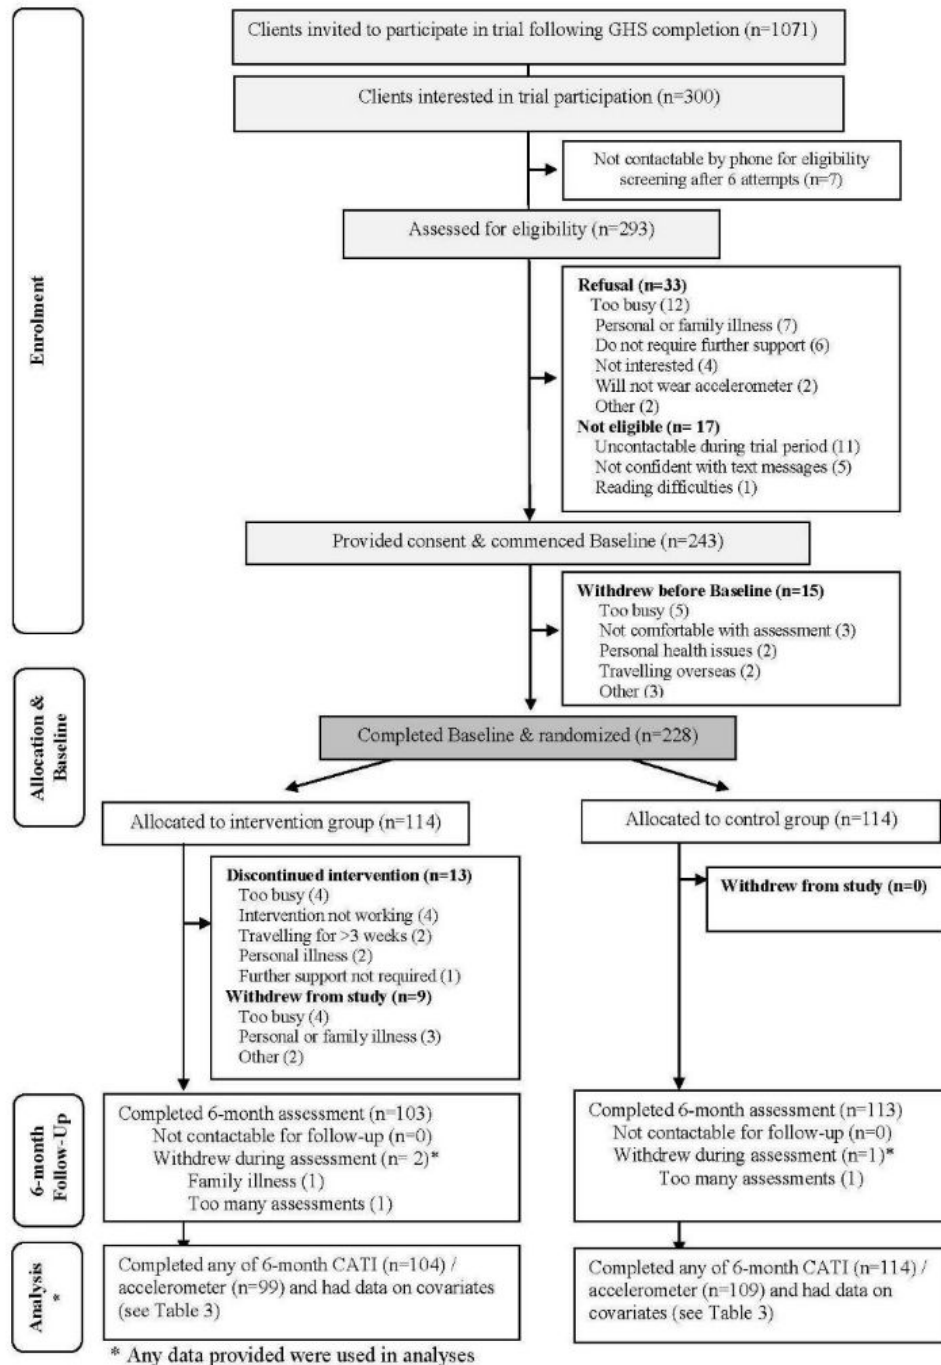 Enrolment
Clients invited to participate in trial following GHS completion (n=1071)
Clients interested in trial participation (n=300)
Not contactable by phone for eligibility
screening after 6 attempts (n=7)
Assessed for eligibility (n=293)
Refusal (n=33)
Too busy (12)
Personal or family illness (7)
Do not require further support (6)
Not interested (4)
Will not wear accelerometer (2)
Other (2)
Not eligible (n= 17)
Uncontactable during trial period (11)
Not confident with text messages (5)
Reading difficulties (1)
Provided consent & commenced Baseline (n=243)
Withdrew before Baseline (n=15)
Too busy (5)
Not comfortable with assessment (3)
Personal health issues (2)
Travelling overseas (2)
Other (3)
Allocation &
Baseline
Completed Baseline & randomized (n=228)
Allocated to intervention group (n=114)
Allocated to control group (n=114)
Discontinued intervention (n=13)
Too busy (4)
Intervention not working (4)
Travelling for >3 weeks (2)
Personal illness (2)
Further support not required (1)
Withdrew from study (n=9)
Too busy (4)
Personal or family illness (3)
Other (2)
Withdrew from study (n=0)
6-month
Follow-Up
Completed 6-month assessment (n=103)
Not contactable for follow-up (n=0)
Withdrew during assessment (n= 2)*
Family illness (1)
Too many assessments (1)
Completed 6-month assessment (n=113)
Not contactable for follow-up (n=0)
Withdrew during assessment (n=1)*
Too many assessments (1)
Analysis
*
Completed any of 6-month CATI (n=104) /
accelerometer (n=99) and had data on covariates
(see Table 3)
Completed any of 6-month CATI (n=114) /
accelerometer (n=109) and had data on
covariates (see Table 3)
* Any data provided were used in analyses